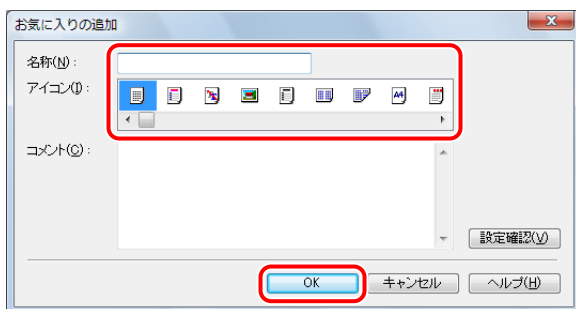 お気に入りの追加
名称(N):
アイコン(I):
A4
コメント(C):
設定確認(V)
OK
キャンセル
ヘルプ(H)